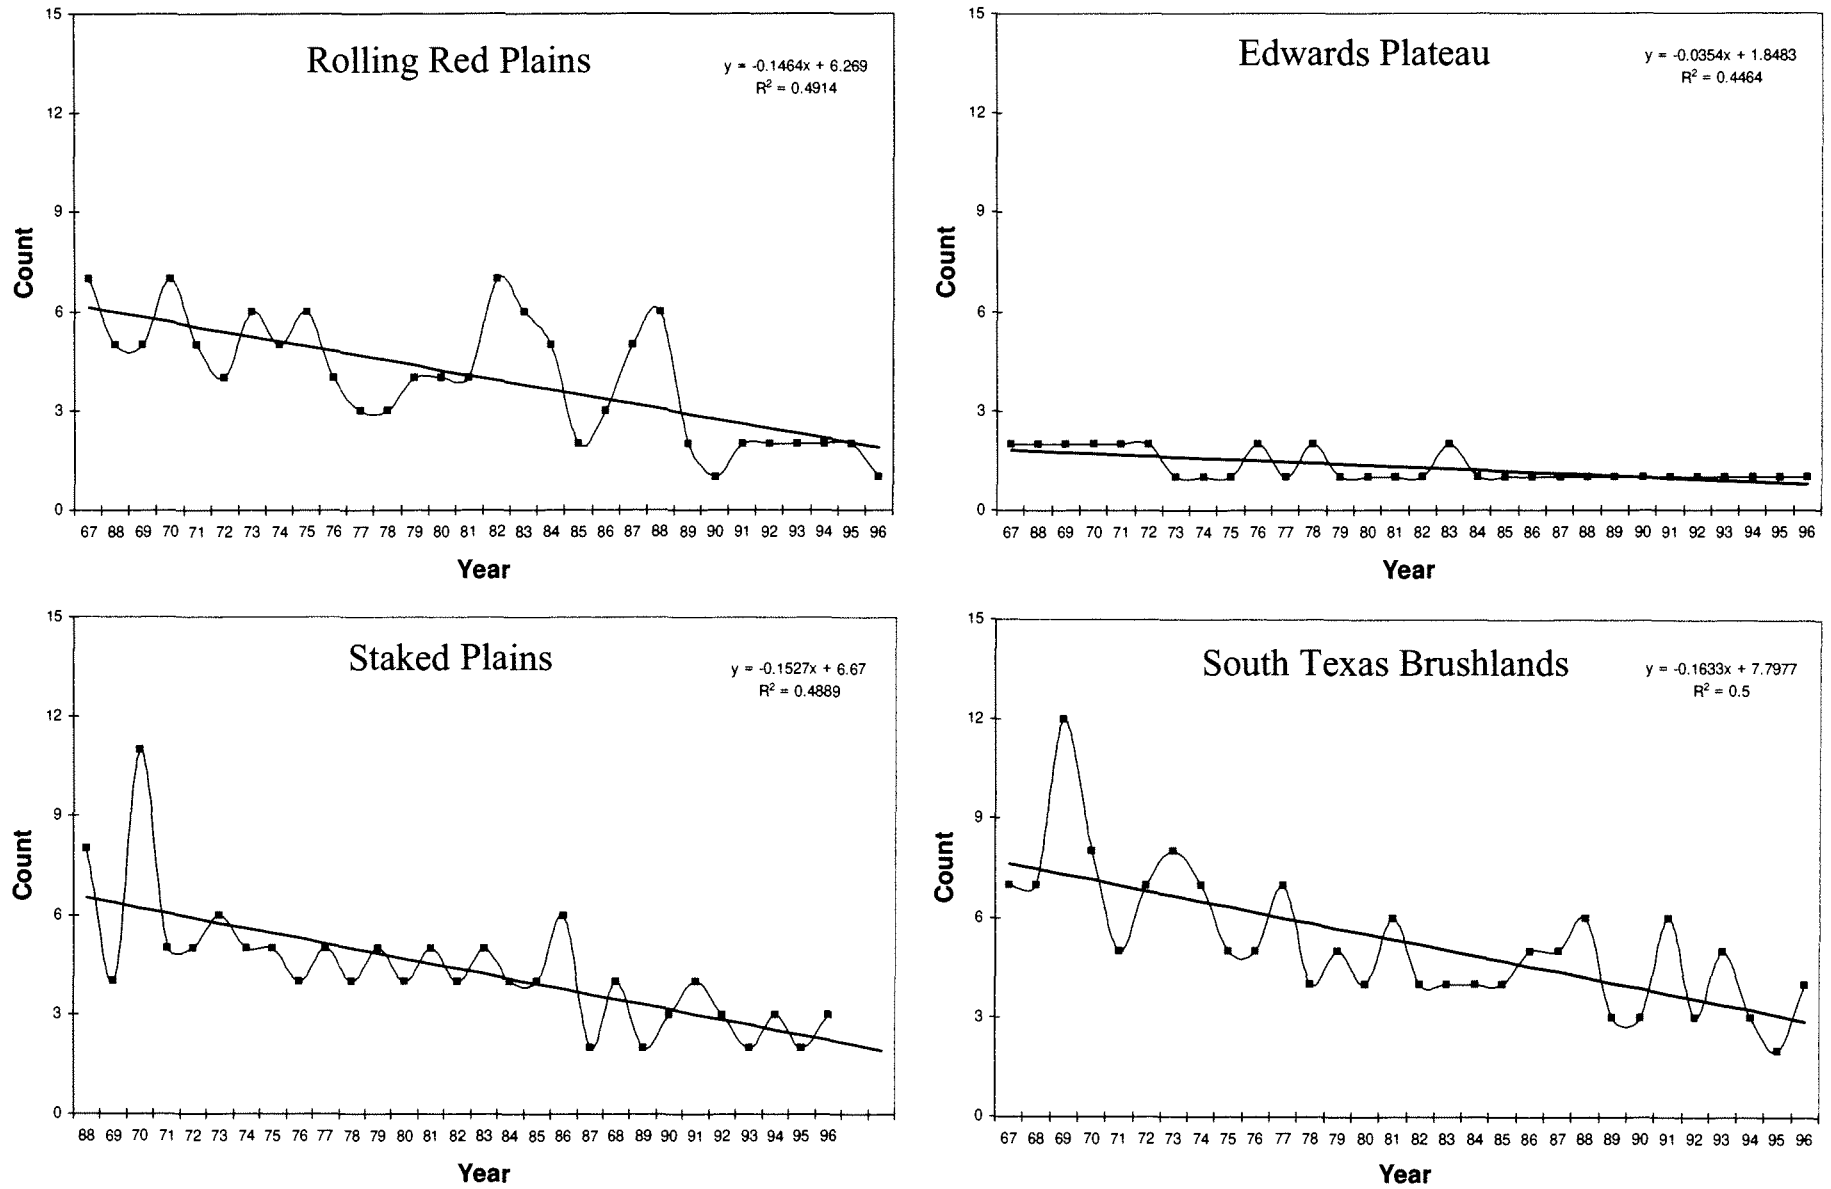 Rolling Red Plains
y = -0.1464x + 6.269
R² = 0.4914
15
12
9
6
3
0
Count
67 88 69 70 71 72 73 74 75 76 77 78 79 80 81 82 83 84 85 86 87 88 89 90 91 92 93 94 95 96
Year
Edwards Plateau
y = -0.0354x + 1.8483
R² = 0.4464
15
12
9
6
3
0
Count
67 88 69 70 71 72 73 74 75 76 77 78 79 80 81 82 83 84 85 86 87 88 89 90 91 92 93 94 95 96
Year
Staked Plains
y = -0.1527x + 6.67
R² = 0.4889
15
12
9
6
3
0
Count
88 69 70 71 72 73 74 75 76 77 78 79 80 81 82 83 84 85 86 87 68 89 90 91 92 93 94 95 96
Year
South Texas Brushlands
y = -0.1633x + 7.7977
R² = 0.5
15
12
9
6
3
0
Count
67 68 69 70 71 72 73 74 75 76 77 78 79 80 81 82 83 84 85 86 87 88 89 90 91 92 93 94 95 96
Year